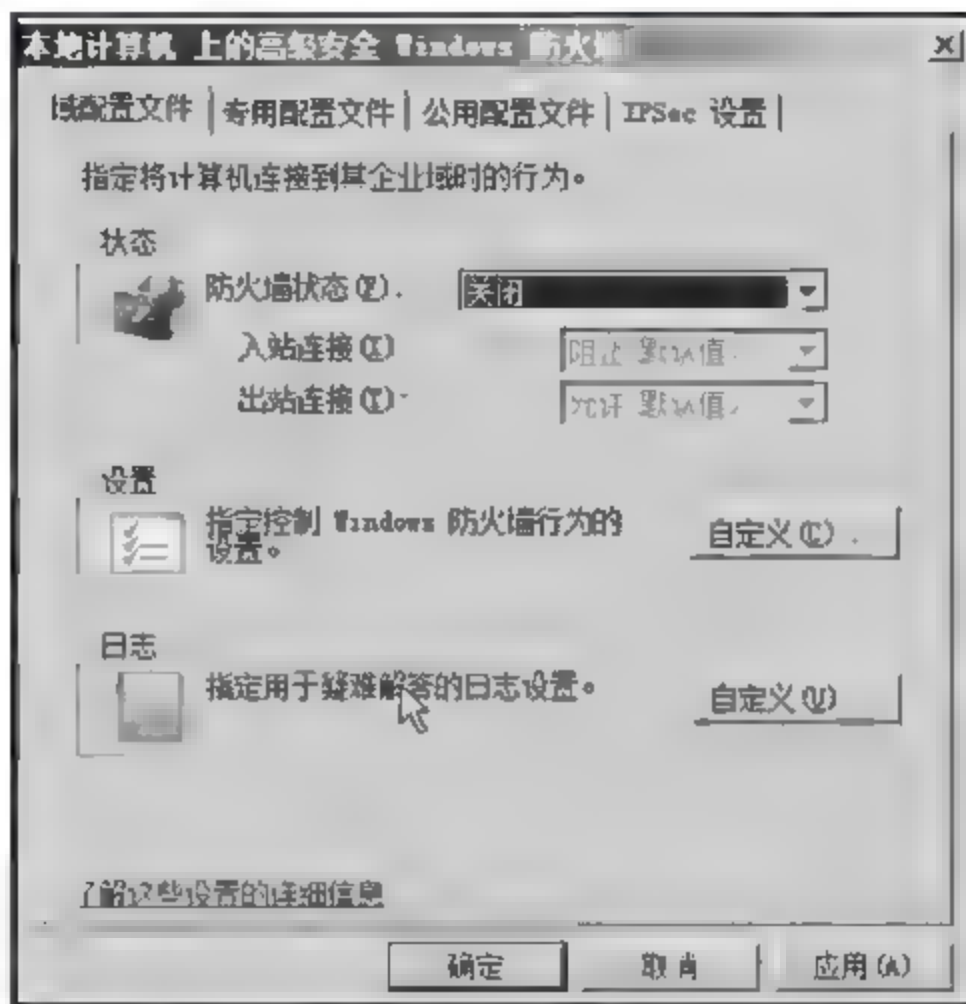 本地计算机 上的高级安全 Windows 防火墙
域配置文件 专用配置文件 公用配置文件 IPSec 设置
指定将计算机连接到其企业域时的行为。
状态
防火墙状态(F): 关闭
入站连接(I) 阻止 默认值
出站连接 允许 默认值
设置
指定控制 Windows 防火墙行为的
设置。
自定义(C)
日志
指定用于疑难解答的日志设置。
自定义(U)
了解这些设置的详细信息
确定 取消 应用(A)